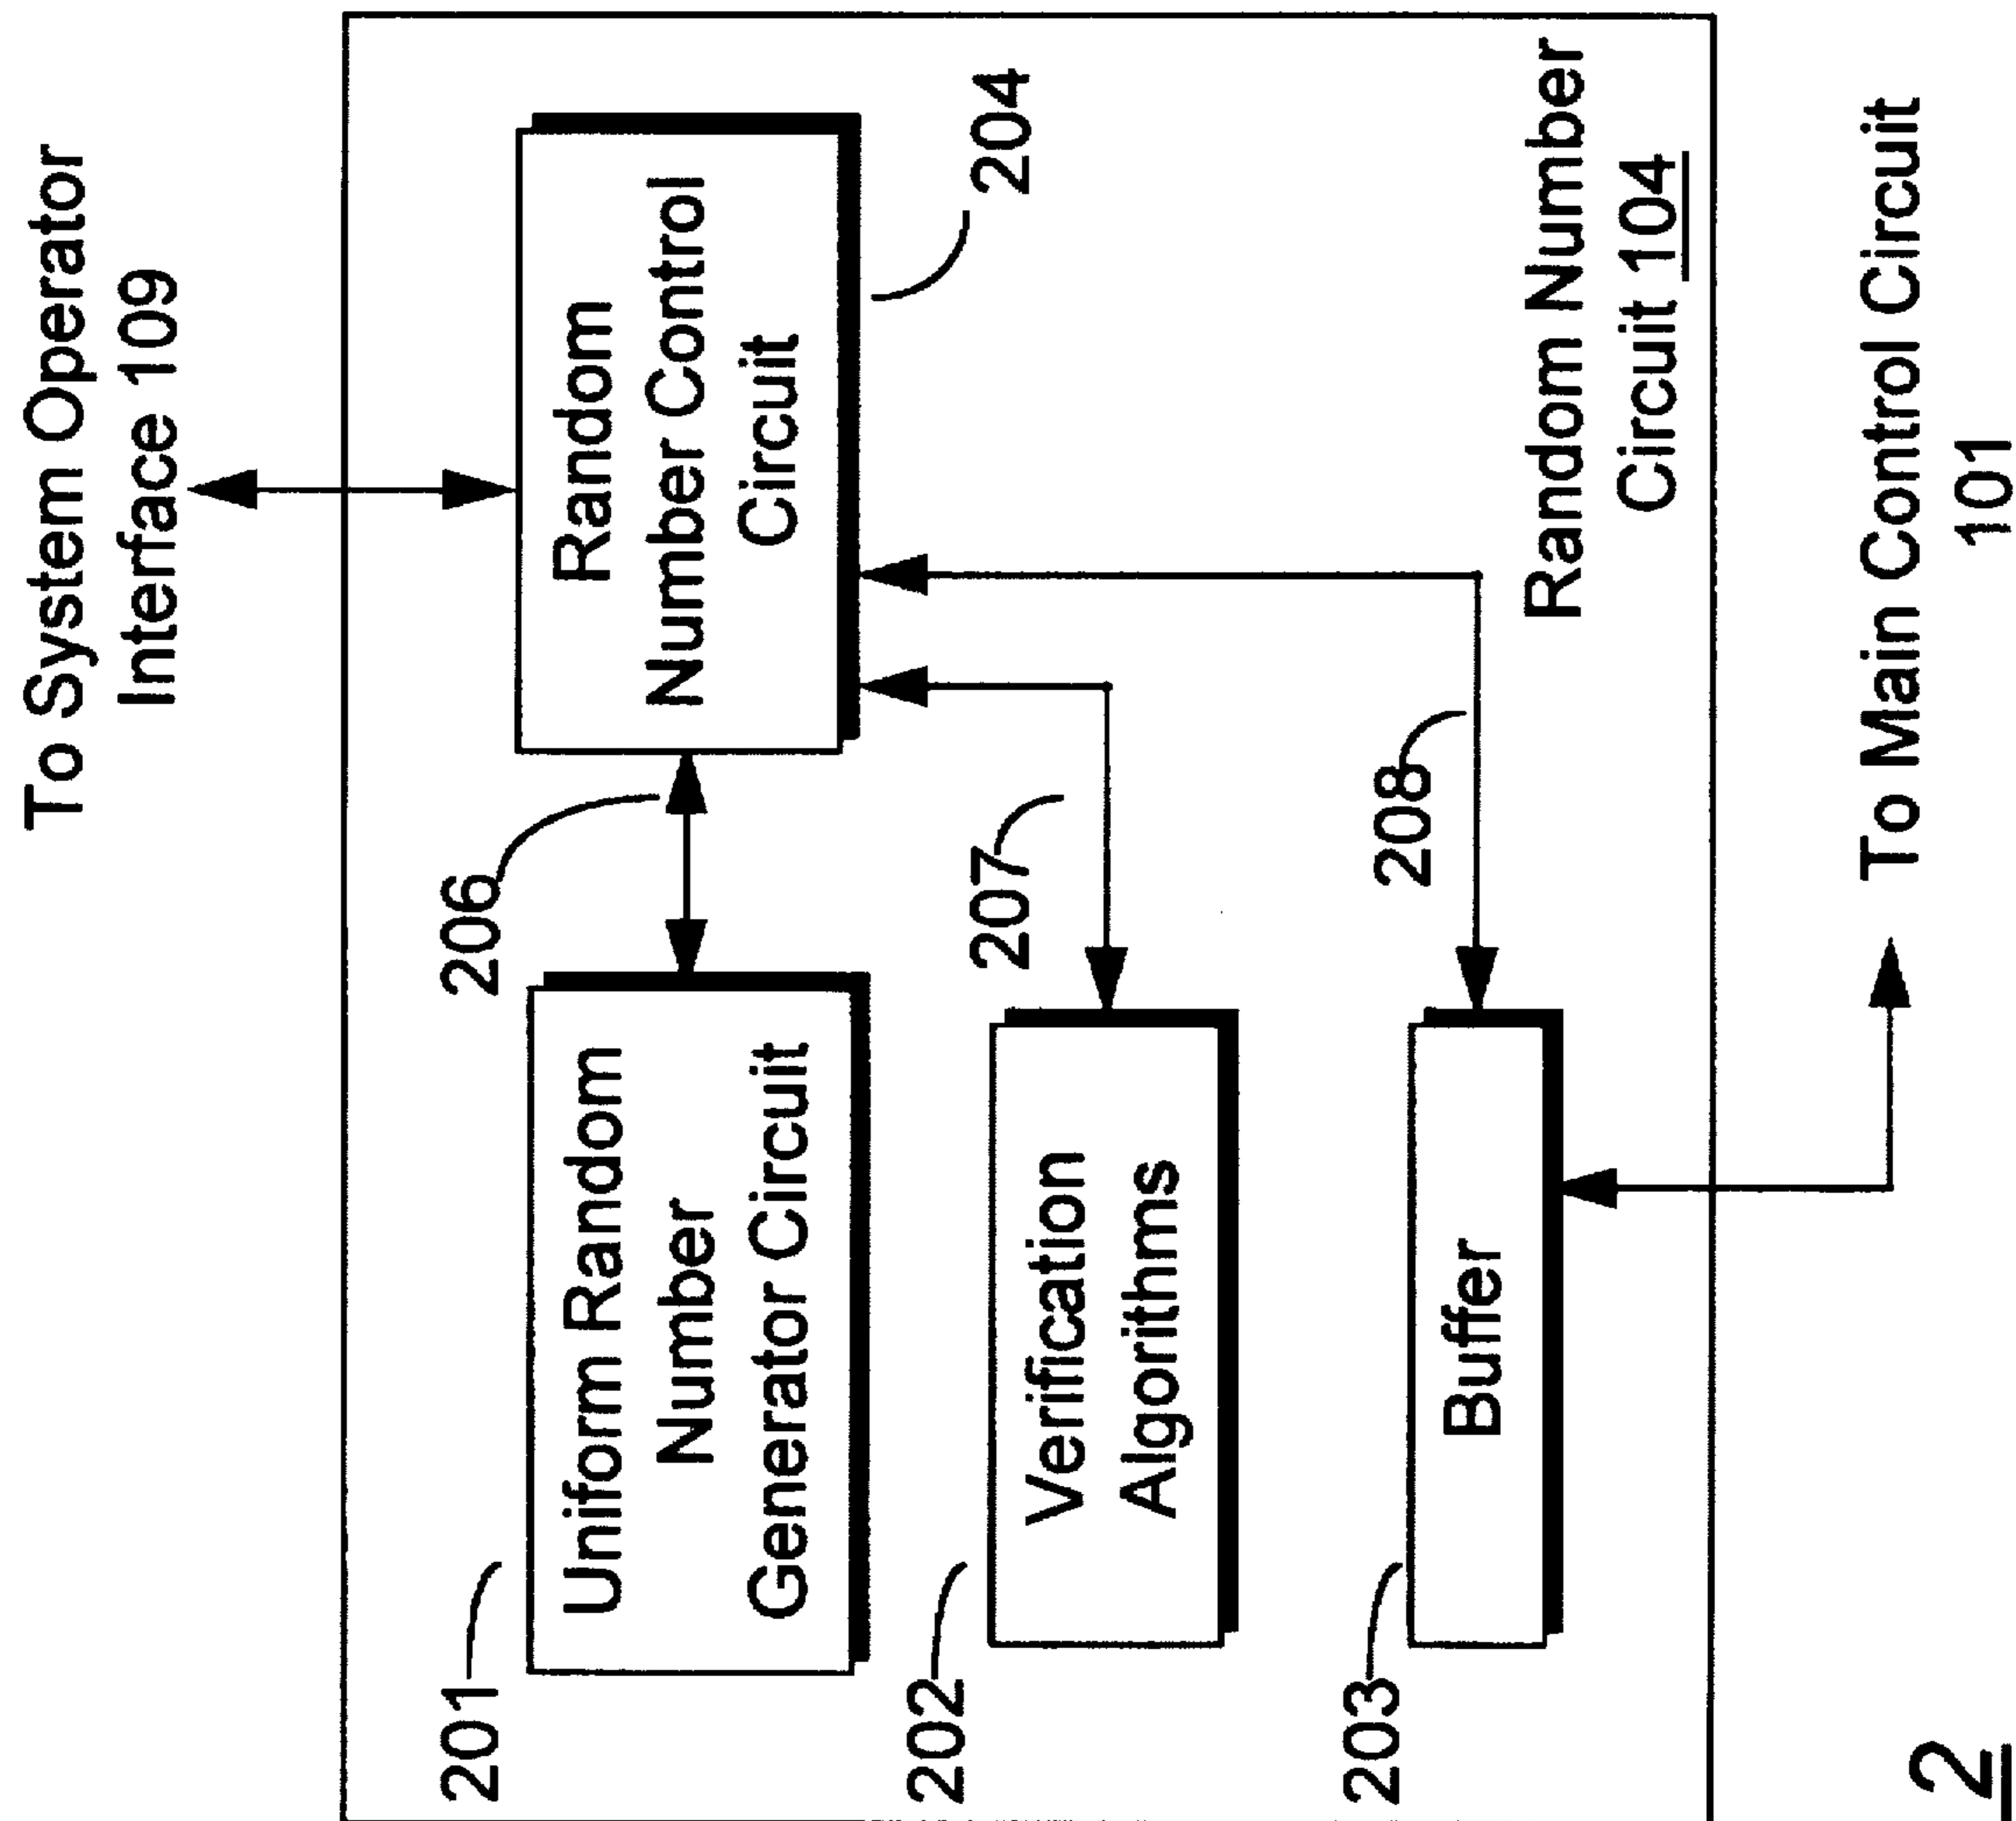 To System Operator
Interface 109
201
Uniform Random
Number
Generator Circuit
206
Random
Number Control
Circuit
204
202
Verification
Algorithms
207
203
Buffer
208
Random Number
Circuit 104
To Main Control Circuit
101
2